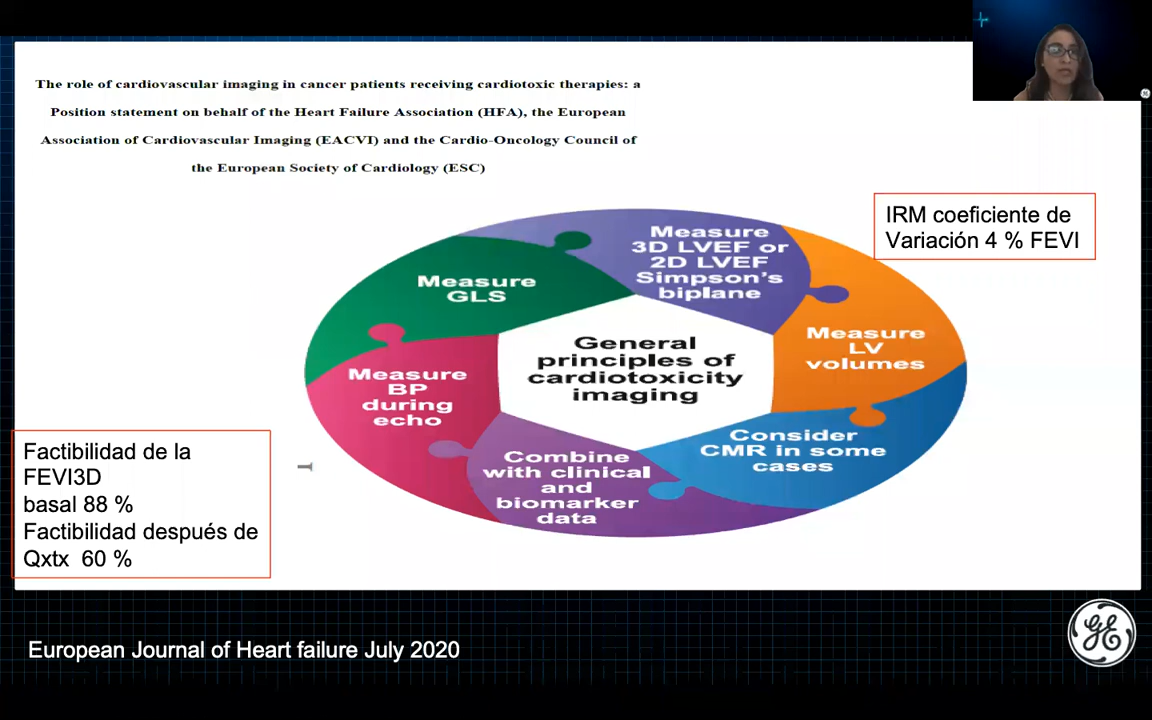 The role of cardiovascular imaging in cancer patients receiving cardiotoxic therapies: a
Position statement on behalf of the Heart Failure Association (HFA), the European
Association of Cardiovascular Imaging (EACVI) and the Cardio-Oncology Council of
the European Society of Cardiology (ESC)
IRM coeficiente de
Variación 4 % FEVI
Measure
3D LVEF or
2D LVEF
Simpson's
biplane
Measure
GLS
Measure
LV
volumes
General
principles of
cardiotoxicity
imaging
Measure
BP
during
echo
Consider
CMR in some
cases
Combine
with clinical
and
biomarker
data
Factibilidad de la
FEVI3D
basal 88 %
Factibilidad después de
Qxtx 60 %
European Journal of Heart failure July 2020
GE